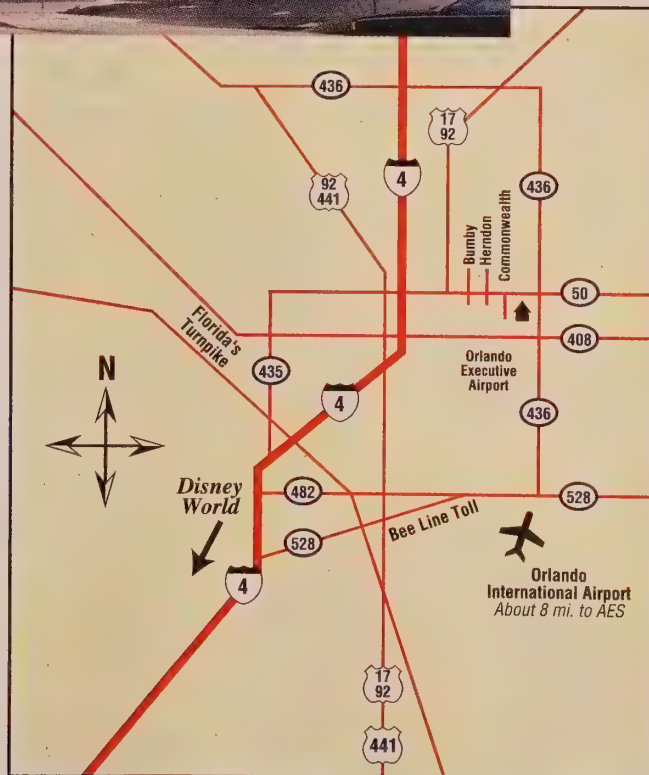 436
17
92
4
92
441
436
Bumby
Herndon
Commonwealth
50
Florida's
Turnpike
408
435
Orlando
Executive
Airport
N
4
436
Disney
World
482
528
Bee Line Toll
528
4
Orlando
International Airport
About 8 mi. to AES
17
92
441